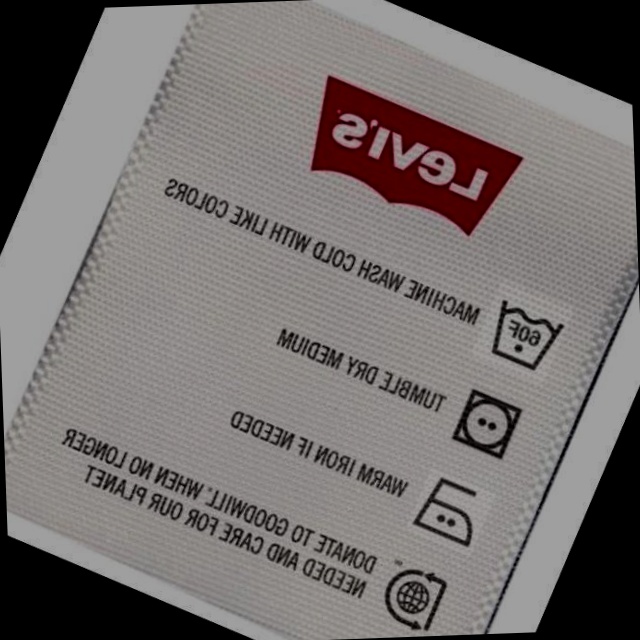 Levi's
MACHINE WASH COLD WITH LIKE COLORS
60F
TUMBLE DRY MEDIUM
WARM IRON IF NEEDED
DONATE TO GOODWILL™ WHEN NO LONGER
NEEDED AND CARE FOR OUR PLANET